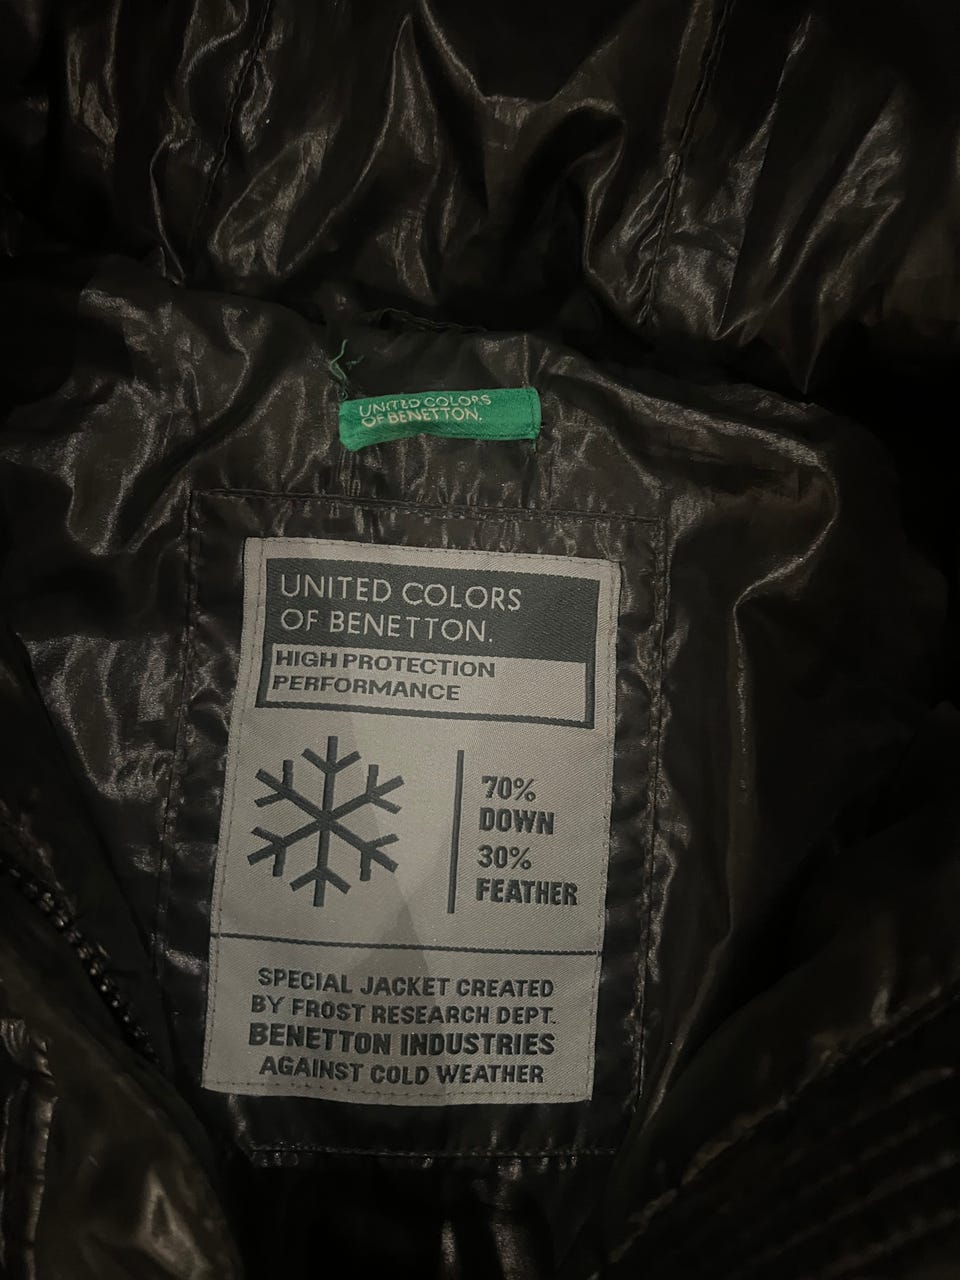 UNITED COLORS
OF BENETTON.
UNITED COLORS
OF BENETTON.
HIGH PROTECTION
PERFORMANCE
70%
DOWN
30%
FEATHER
SPECIAL JACKET CREATED
BY FROST RESEARCH DEPT.
BENETTON INDUSTRIES
AGAINST COLD WEATHER